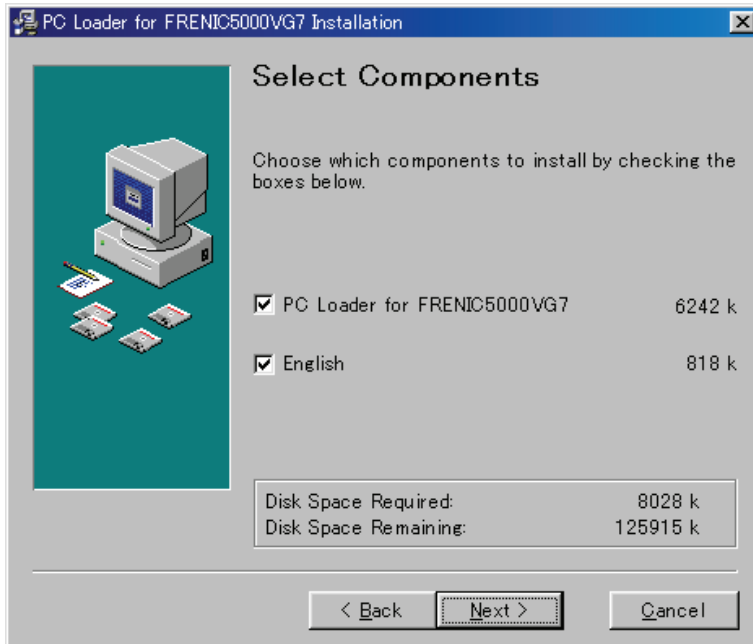 PC Loader for FRENIC5000VG7 Installation
Select Components
Choose which components to install by checking the
boxes below.
PC Loader for FRENIC5000VG7 6242 k
English 818 k
Disk Space Required: 8028 k
Disk Space Remaining: 125915 k
< Back Next > Cancel